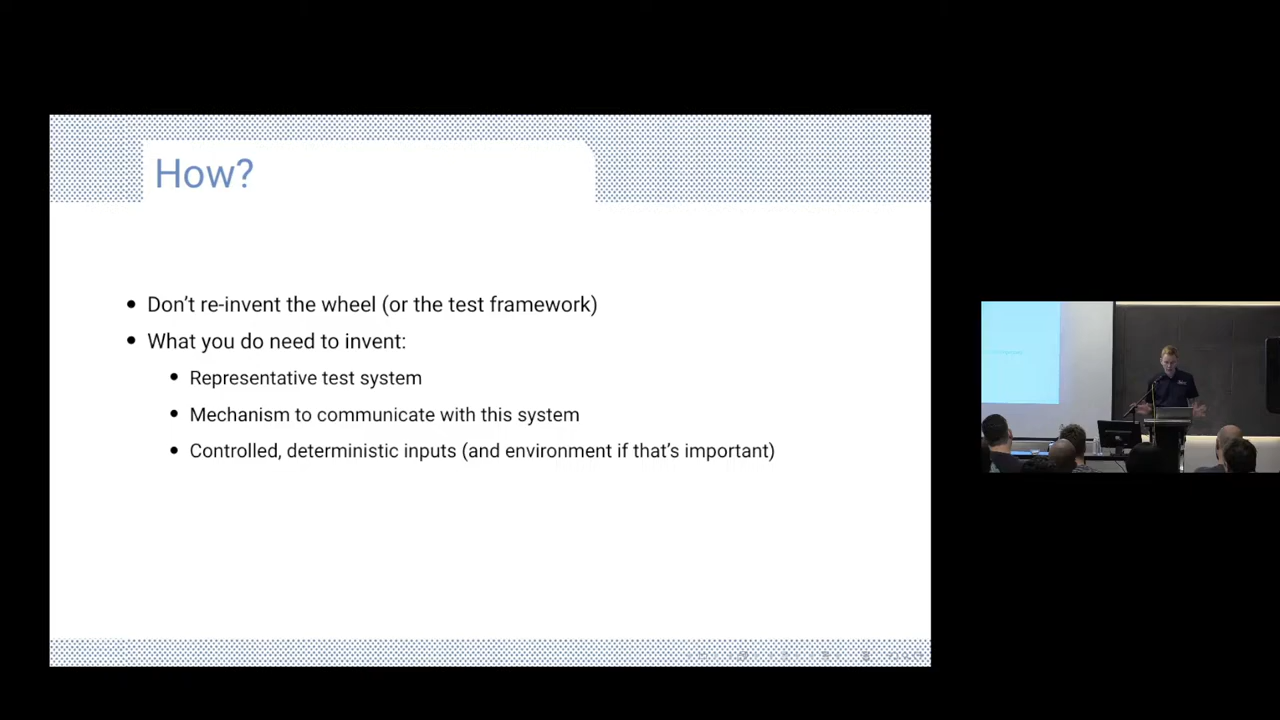 How?
Don't re-invent the wheel (or the test framework)
What you do need to invent:
Representative test system
Mechanism to communicate with this system
Controlled, deterministic inputs (and environment if that's important)